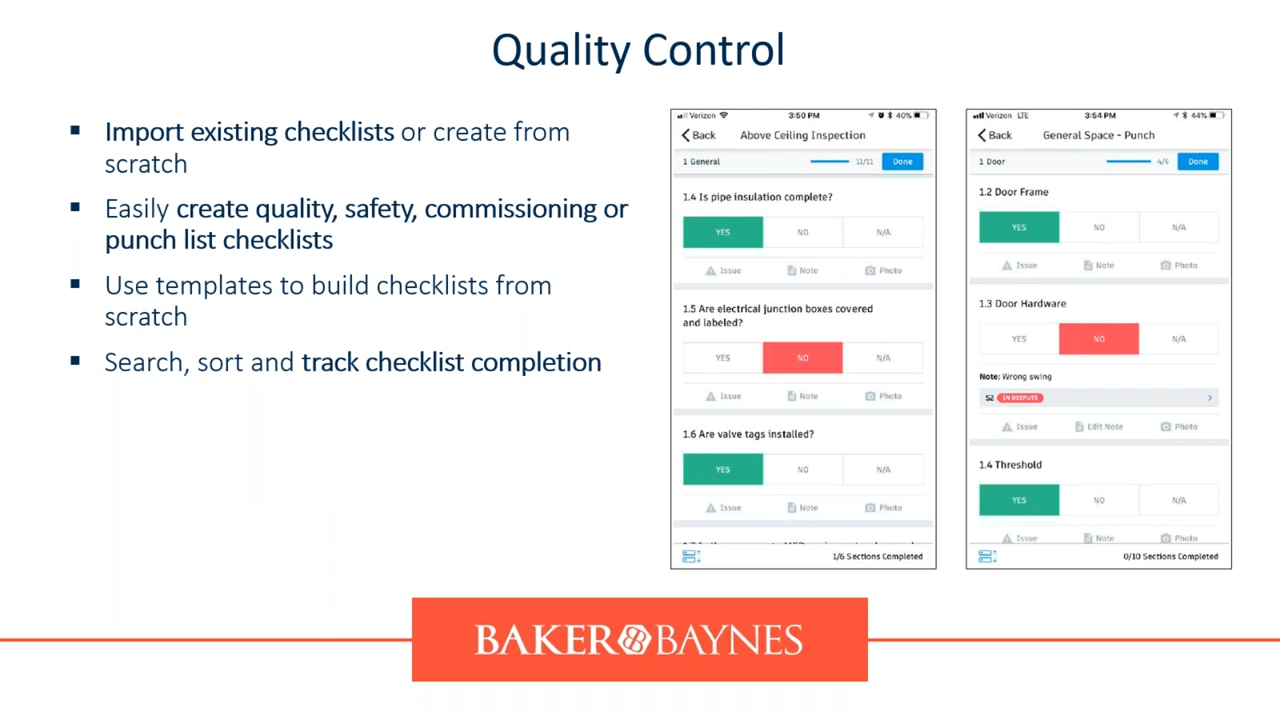 Quality Control
▪ Import existing checklists or create from
scratch
▪ Easily create quality, safety, commissioning or
punch list checklists
▪ Use templates to build checklists from
scratch
▪ Search, sort and track checklist completion
Verizon 3:50 PM 40%
Back Above Ceiling Inspection
1 General 11/11 Done
1.4 Is pipe insulation complete?
YES NO N/A
Issue Note Photo
1.5 Are electrical junction boxes covered
and labeled?
YES NO N/A
Issue Note Photo
1.6 Are valve tags installed?
YES NO N/A
Issue Note Photo
1/6 Sections Completed
Verizon LTE 3:54 PM 44%
Back General Space - Punch
1 Door 4/4 Done
1.2 Door Frame
YES NO N/A
Issue Note Photo
1.3 Door Hardware
YES NO N/A
Note: Wrong swing
52 IN DISPUTE
Issue Edit Note Photo
1.4 Threshold
YES NO N/A
Issue Note Photo
0/10 Sections Completed
BAKER BAYNES